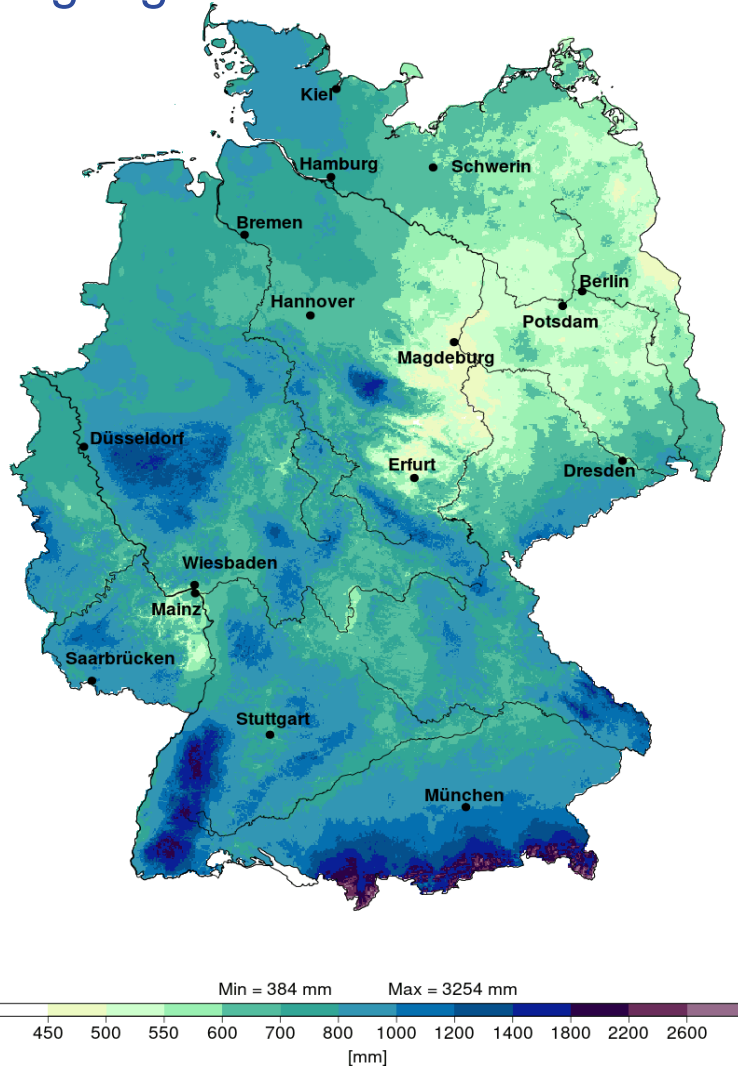 Kiel
Hamburg
Schwerin
Bremen
Berlin
Hannover
Potsdam
Magdeburg
Düsseldorf
Erfurt
Dresden
Wiesbaden
Mainz
Saarbrücken
Stuttgart
München
Min = 384 mm Max = 3254 mm
450 500 550 600 700 800 1000 1200 1400 1800 2200 2600
[mm]